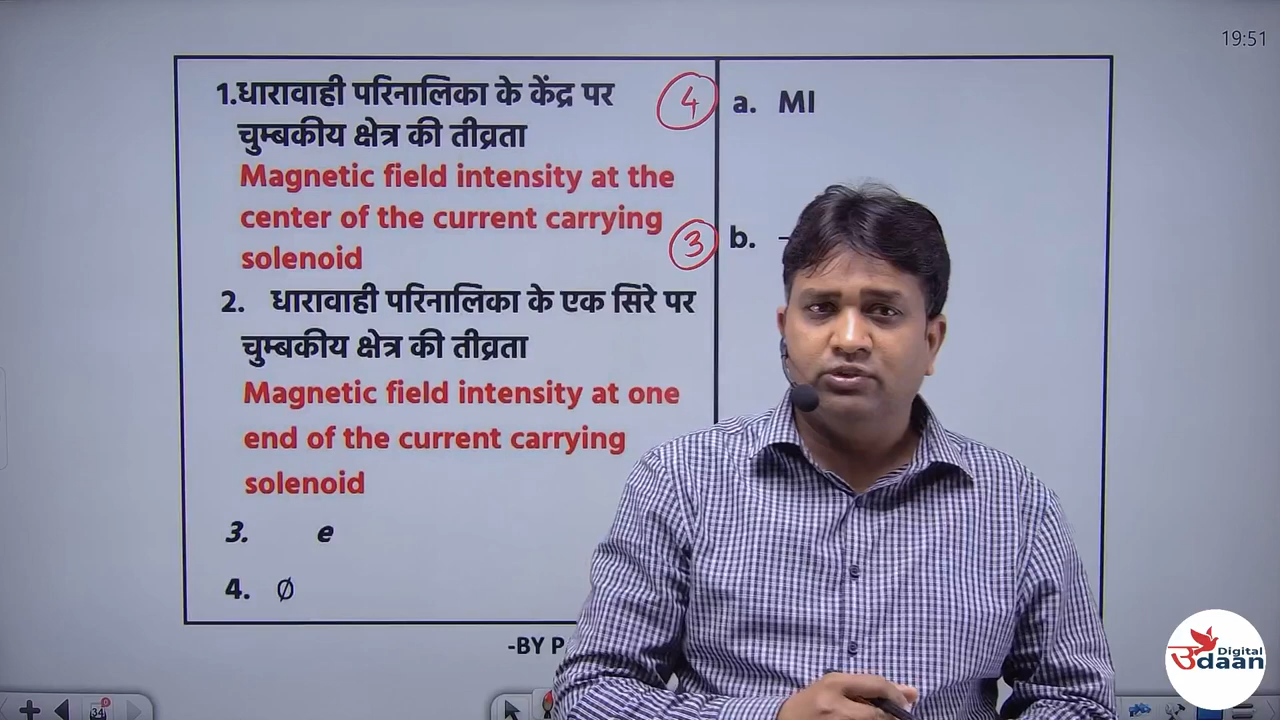 19:51
1.धारावाही परिनालिका के केंद्र पर
चुम्बकीय क्षेत्र की तीव्रता
Magnetic field intensity at the
center of the current carrying
solenoid
2. धारावाही परिनालिका के एक सिरे पर
चुम्बकीय क्षेत्र की तीव्रता
Magnetic field intensity at one
end of the current carrying
solenoid
3. e
4. Ø
4 a. MI
3 b.
-BY P
34
Digital
उdaan